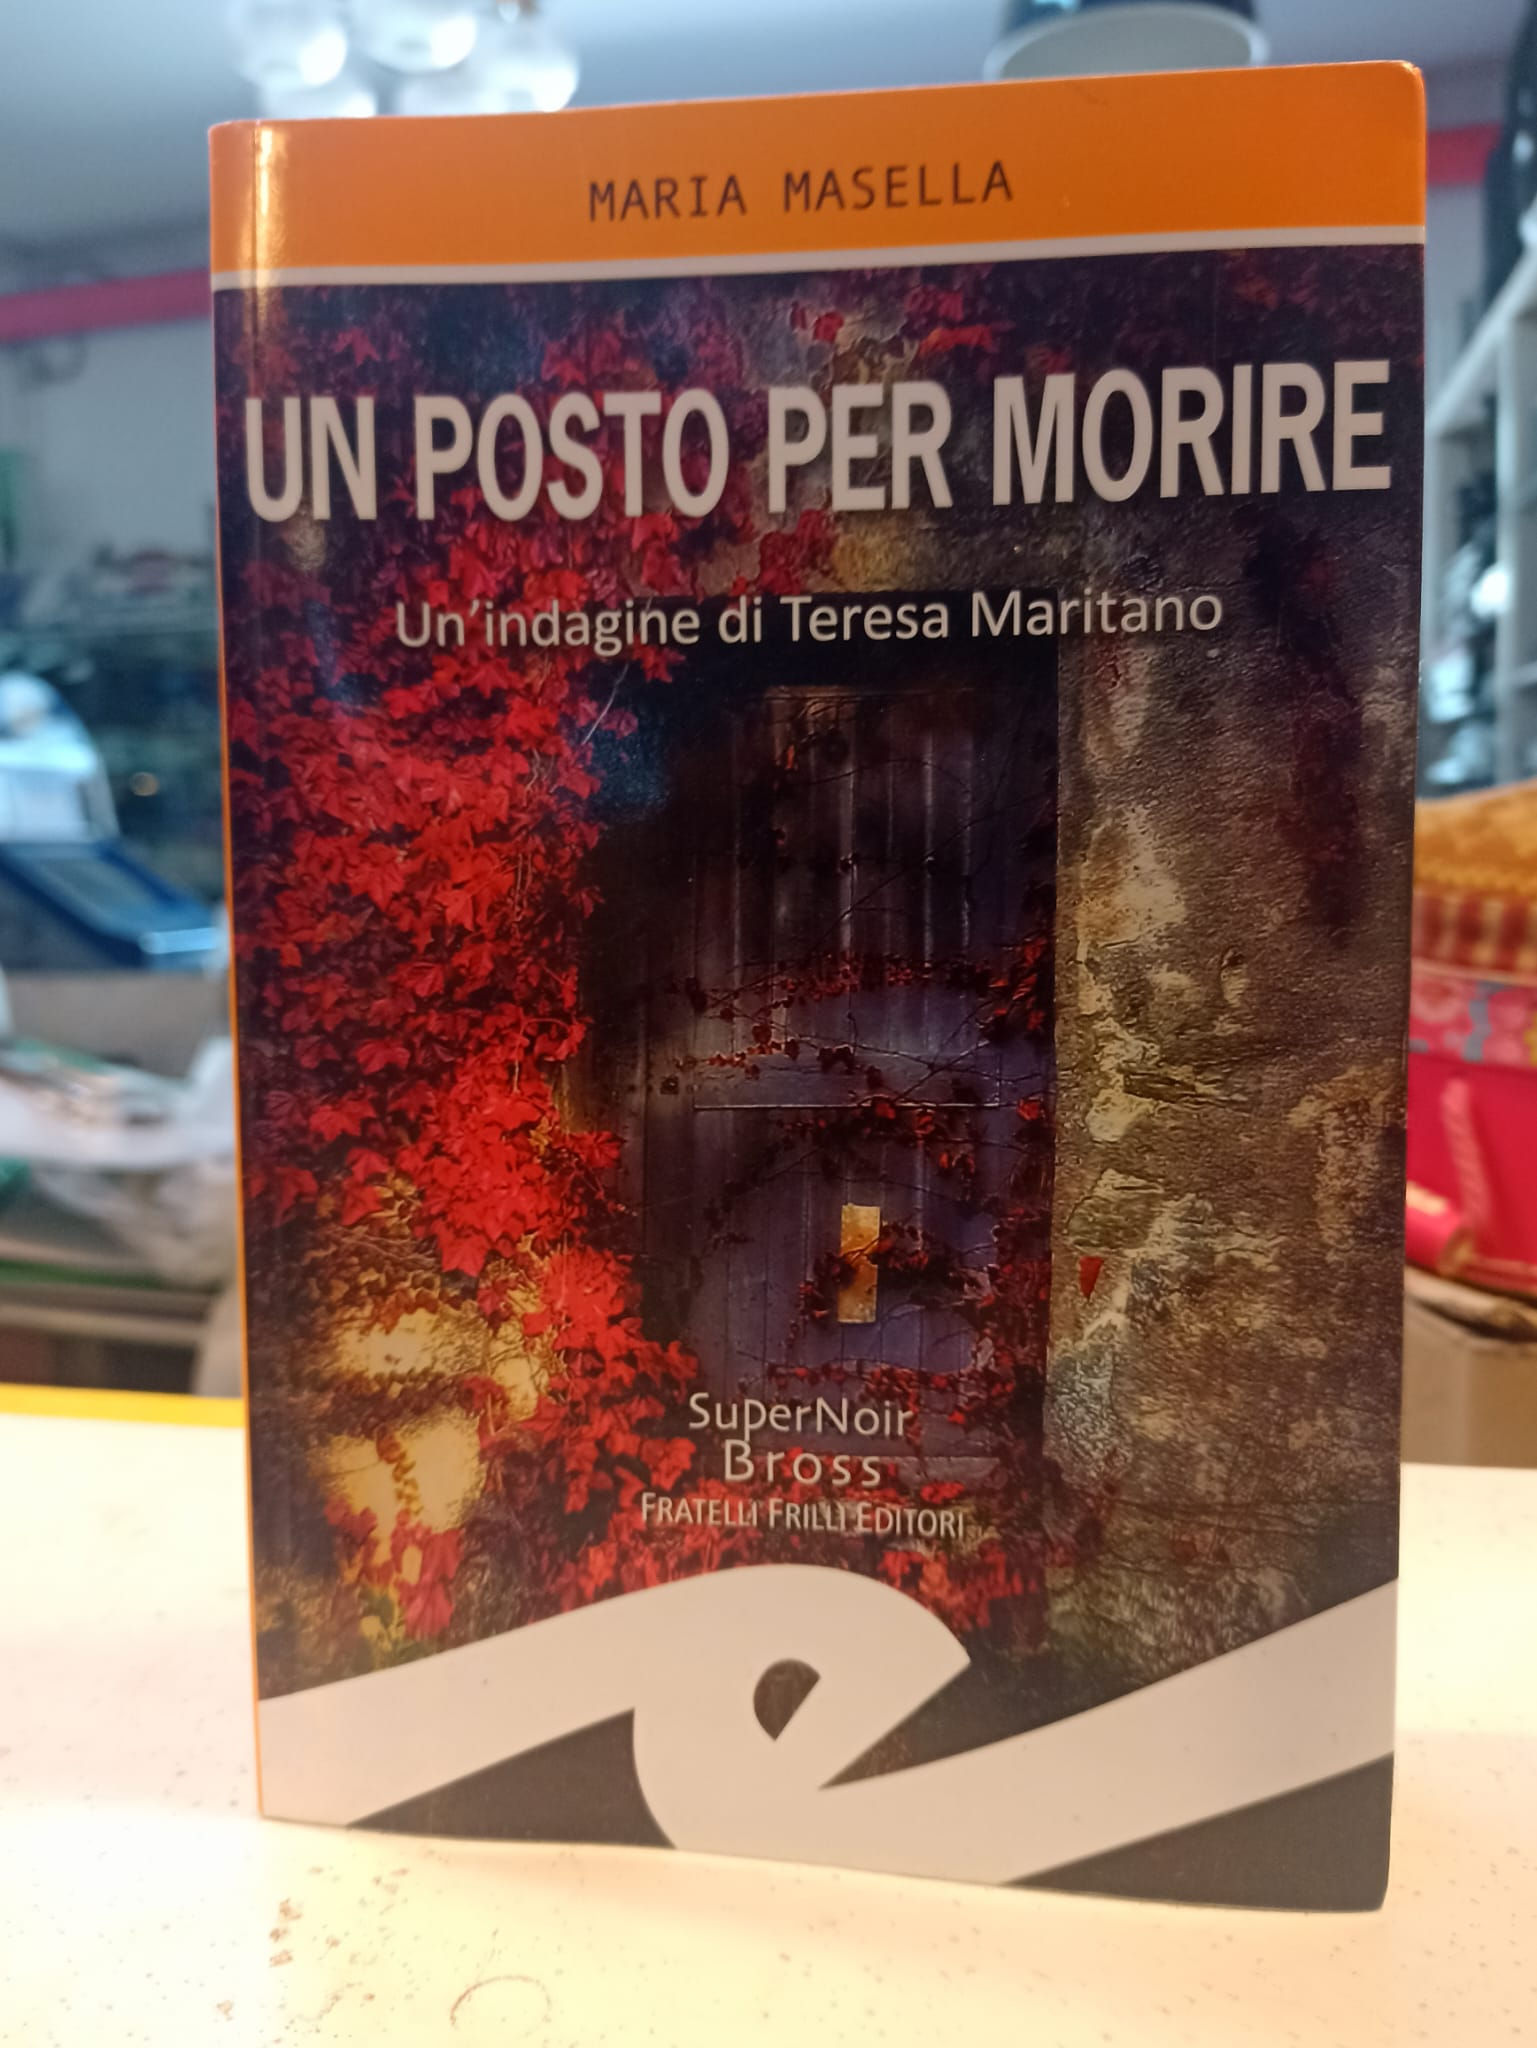 MARIA MASELLA
UN POSTO PER MORIRE
Un'indagine di Teresa Maritano
SuperNoir
Bross
FRATELLI FRILLI EDITORI